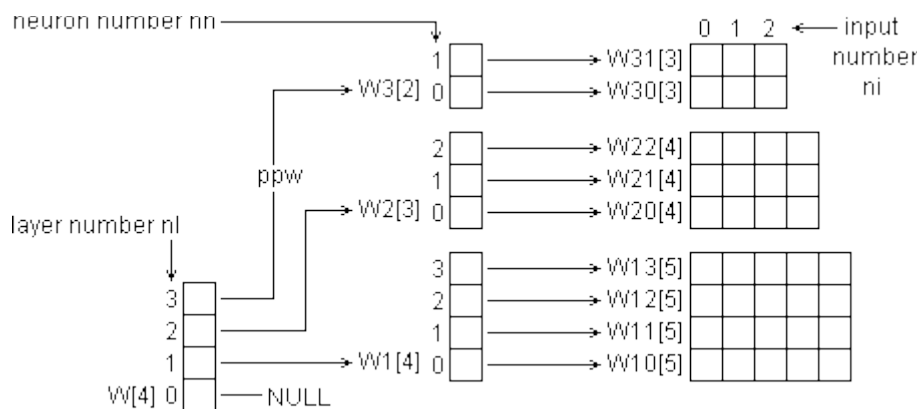 neuron number nn
0 1 2 input number ni
1 W31[3]
W3[2] 0 W30[3]
2 W22[4]
ppw 1 W21[4]
W2[3] 0 W20[4]
layer number nl
3 W13[5]
3 2 W12[5]
2 1 W11[5]
1 W1[4] 0 W10[5]
W[4] 0 NULL